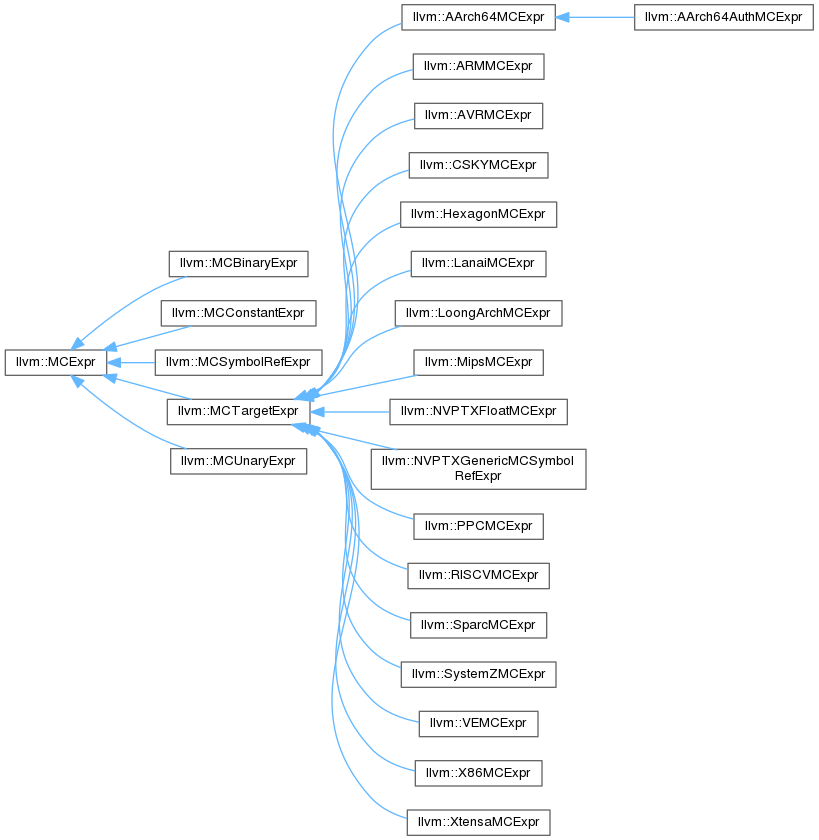 llvm::AArch64MCExpr
llvm::AArch64AuthMCExpr
llvm::ARMMCExpr
llvm::AVRMCExpr
llvm::CSKYMCExpr
llvm::HexagonMCExpr
llvm::MCBinaryExpr
llvm::LanaiMCExpr
llvm::MCConstantExpr
llvm::LoongArchMCExpr
llvm::MCExpr
llvm::MCSymbolRefExpr
llvm::MipsMCExpr
llvm::MCTargetExpr
llvm::NVPTXFloatMCExpr
llvm::MCUnaryExpr
llvm::NVPTXGenericMCSymbol
RefExpr
llvm::PPCMCExpr
llvm::RISCVMCExpr
llvm::SparcMCExpr
llvm::SystemZMCExpr
llvm::VEMCExpr
llvm::X86MCExpr
llvm::XtensaMCExpr